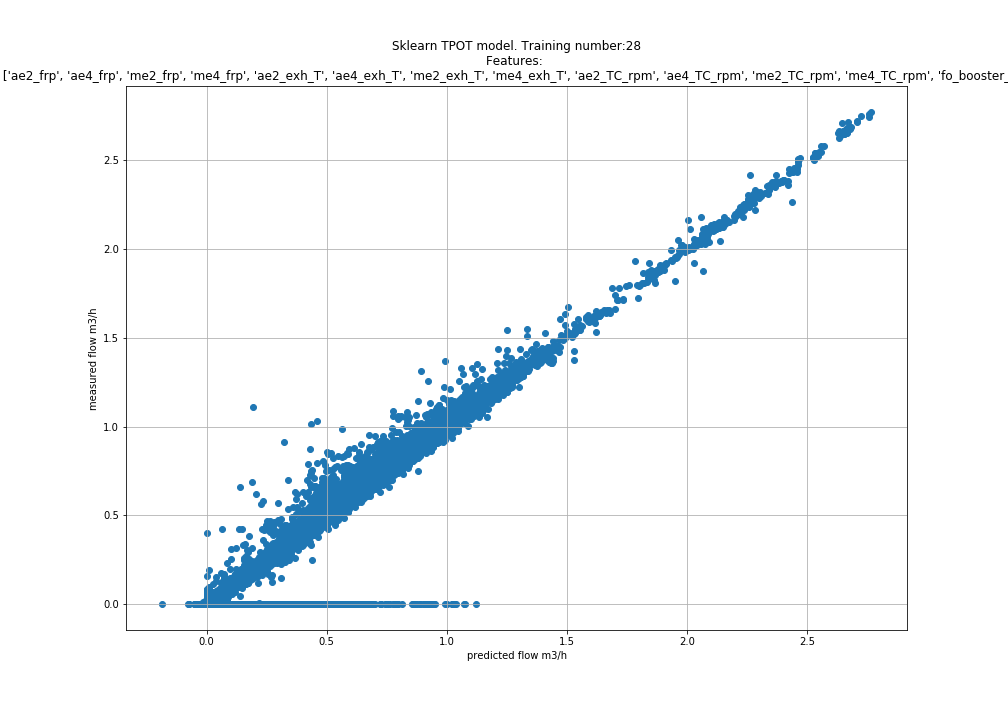 Sklearn TPOT model. Training number:28
Features:
['ae2_frp', 'ae4_frp', 'me2_frp', 'me4_frp', 'ae2_exh_T', 'ae4_exh_T', 'me2_exh_T', 'me4_exh_T', 'ae2_TC_rpm', 'ae4_TC_rpm', 'me2_TC_rpm', 'me4_TC_rpm', 'fo_booster_
measured flow m3/h
2.5
2.0
1.5
1.0
0.5
0.0
0.0 0.5 1.0 1.5 2.0 2.5
predicted flow m3/h